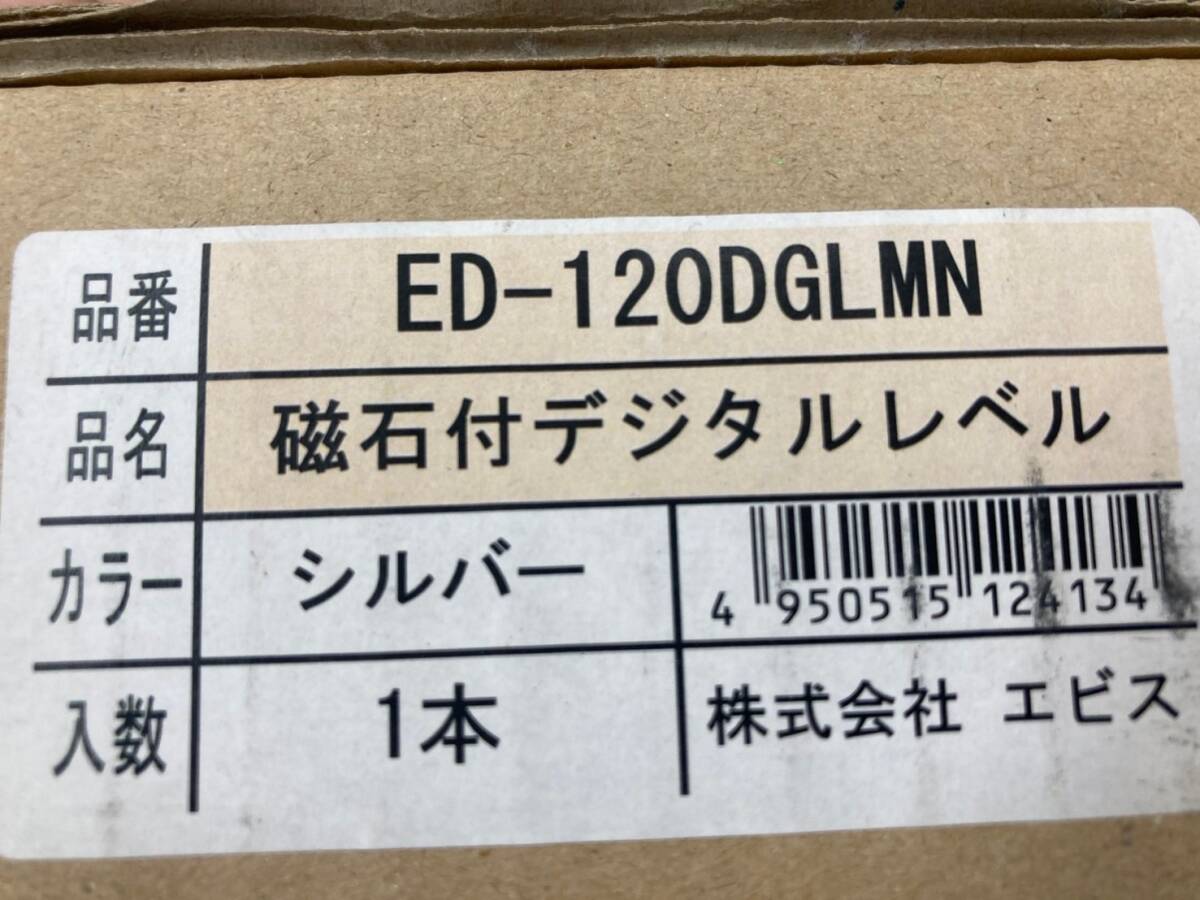 品番 ED-120DGLMN
品名 磁石付デジタルレベル
カラー シルバー
4 950515 124134
入数 1本 株式会社 エビス